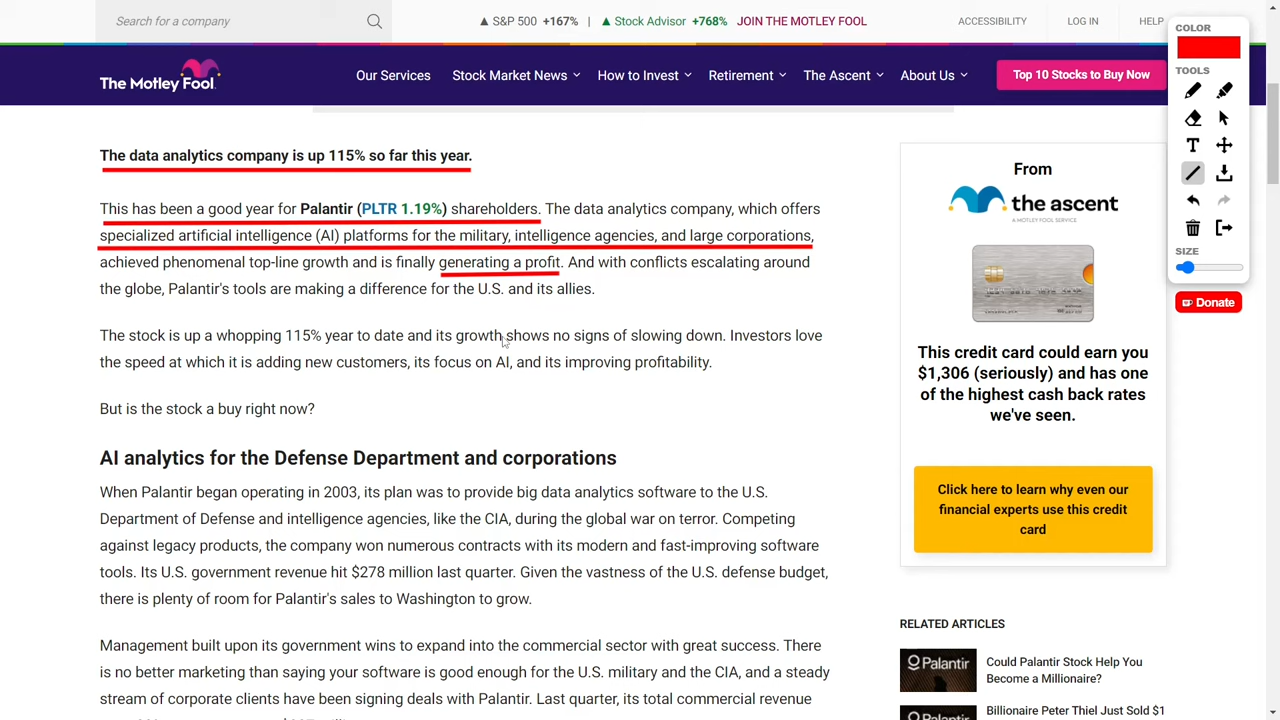 Search for a company
▲ S&P 500 +167% | ▲ Stock Advisor +768% JOIN THE MOTLEY FOOL
ACCESSIBILITY LOG IN HELP
The Motley Fool
Our Services Stock Market News How to Invest Retirement The Ascent About Us
Top 10 Stocks to Buy Now
COLOR
TOOLS
T
SIZE
Donate
The data analytics company is up 115% so far this year.
This has been a good year for Palantir (PLTR 1.19%) shareholders. The data analytics company, which offers
specialized artificial intelligence (AI) platforms for the military, intelligence agencies, and large corporations,
achieved phenomenal top-line growth and is finally generating a profit. And with conflicts escalating around
the globe, Palantir's tools are making a difference for the U.S. and its allies.
The stock is up a whopping 115% year to date and its growth shows no signs of slowing down. Investors love
the speed at which it is adding new customers, its focus on AI, and its improving profitability.
But is the stock a buy right now?
AI analytics for the Defense Department and corporations
When Palantir began operating in 2003, its plan was to provide big data analytics software to the U.S.
Department of Defense and intelligence agencies, like the CIA, during the global war on terror. Competing
against legacy products, the company won numerous contracts with its modern and fast-improving software
tools. Its U.S. government revenue hit $278 million last quarter. Given the vastness of the U.S. defense budget,
there is plenty of room for Palantir's sales to Washington to grow.
Management built upon its government wins to expand into the commercial sector with great success. There
is no better marketing than saying your software is good enough for the U.S. military and the CIA, and a steady
stream of corporate clients have been signing deals with Palantir. Last quarter, its total commercial revenue
From
the ascent
A MOTLEY FOOL SERVICE
This credit card could earn you
$1,306 (seriously) and has one
of the highest cash back rates
we've seen.
Click here to learn why even our
financial experts use this credit
card
RELATED ARTICLES
Palantir
Could Palantir Stock Help You
Become a Millionaire?
Palantir
Billionaire Peter Thiel Just Sold $1